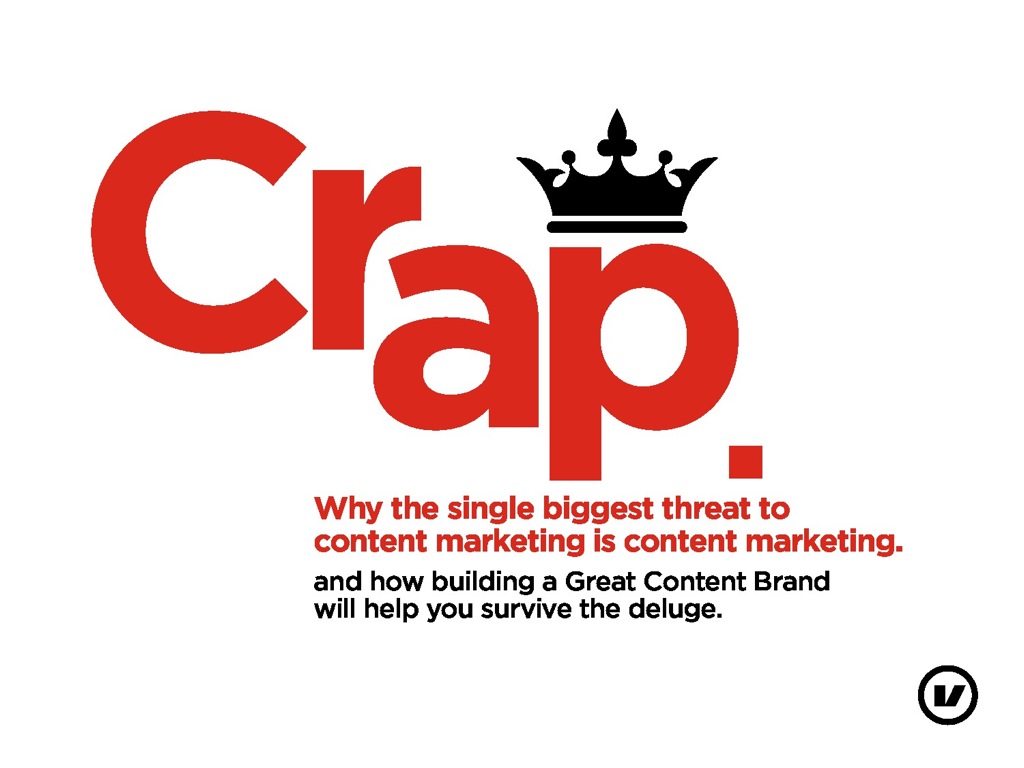 Crap.
Why the single biggest threat to
content marketing is content marketing.
and how building a Great Content Brand
will help you survive the deluge.